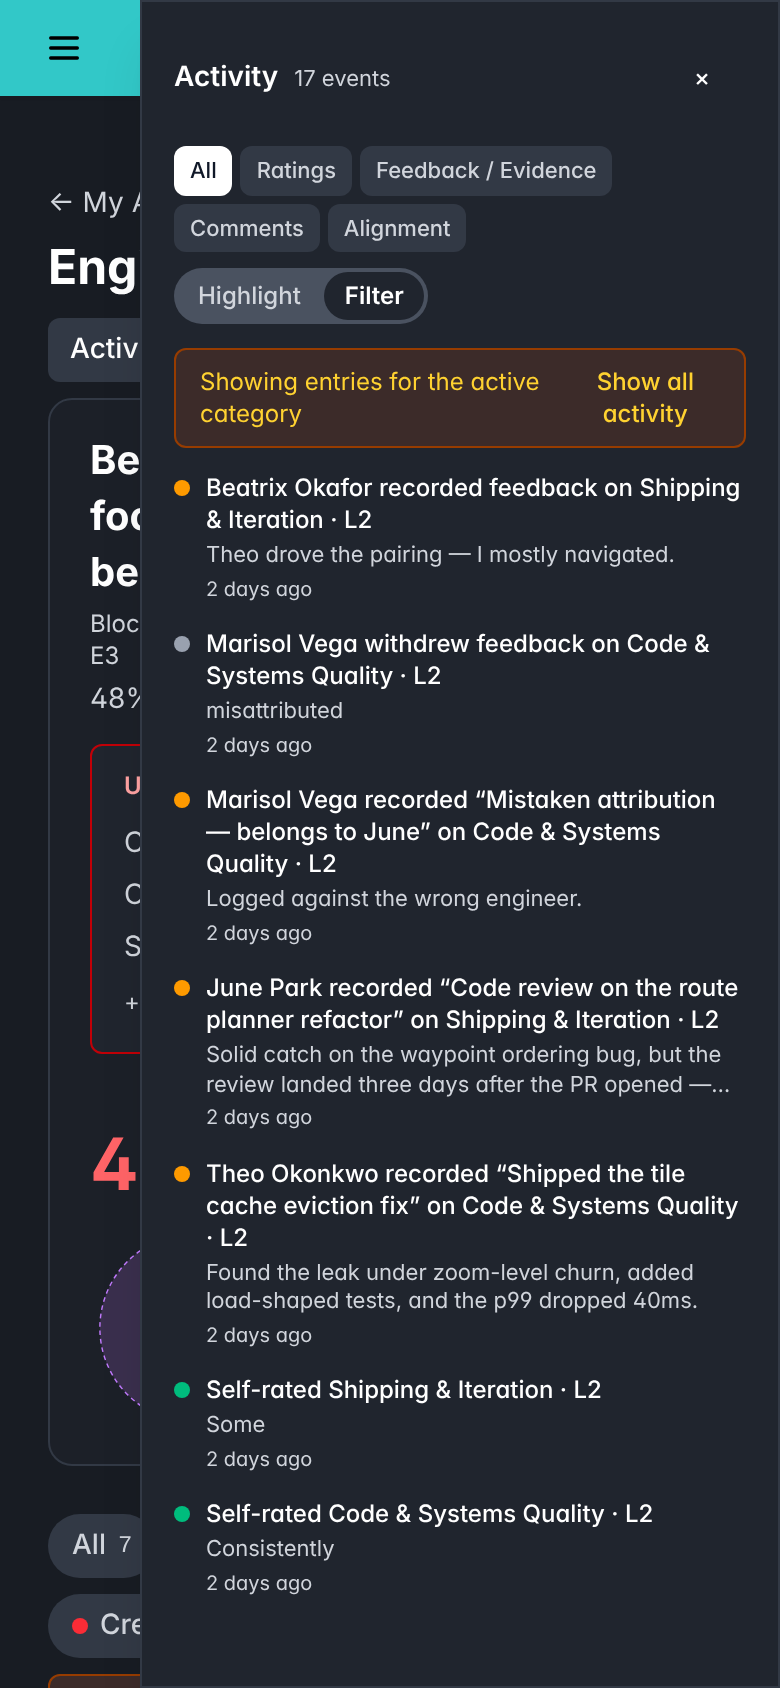 Activity 17 events ×
All Ratings Feedback / Evidence
Comments Alignment
Highlight Filter
Showing entries for the active
category
Show all
activity
Beatrix Okafor recorded feedback on Shipping
& Iteration · L2
Theo drove the pairing — I mostly navigated.
2 days ago
Marisol Vega withdrew feedback on Code &
Systems Quality · L2
misattributed
2 days ago
Marisol Vega recorded “Mistaken attribution
— belongs to June” on Code & Systems
Quality · L2
Logged against the wrong engineer.
2 days ago
June Park recorded “Code review on the route
planner refactor” on Shipping & Iteration · L2
Solid catch on the waypoint ordering bug, but the
review landed three days after the PR opened —...
2 days ago
Theo Okonkwo recorded “Shipped the tile
cache eviction fix” on Code & Systems Quality
· L2
Found the leak under zoom-level churn, added
load-shaped tests, and the p99 dropped 40ms.
2 days ago
Self-rated Shipping & Iteration · L2
Some
2 days ago
Self-rated Code & Systems Quality · L2
Consistently
2 days ago
← My
Eng
Activ
Be
foc
be
Bloc
E3
48%
U
C
C
S
+
4
All 7
Cre